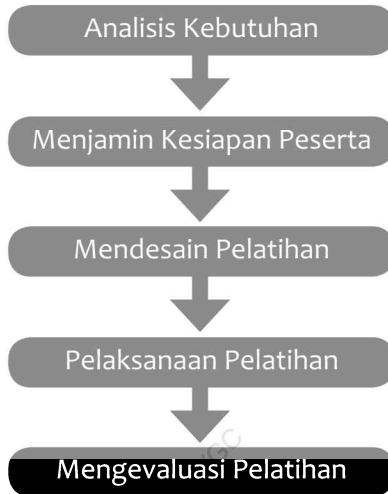 Analisis Kebutuhan
Menjamin Kesiapan Peserta
Mendesain Pelatihan
Pelaksanaan Pelatihan
Mengevaluasi Pelatihan